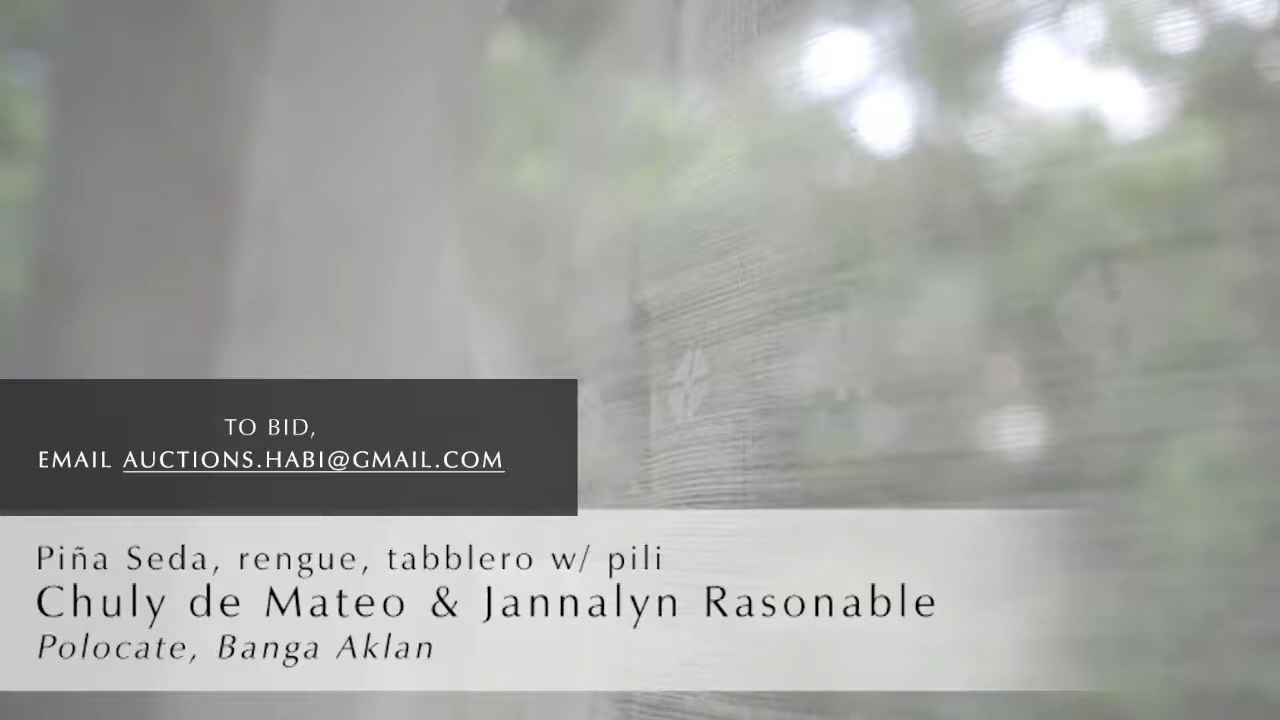 TO BID,
EMAIL AUCTIONS.HABI@GMAIL.COM
Piña Seda, rengue, tabblero w/ pili
Chuly de Mateo & Jannalyn Rasonable
Polocate, Banga Aklan